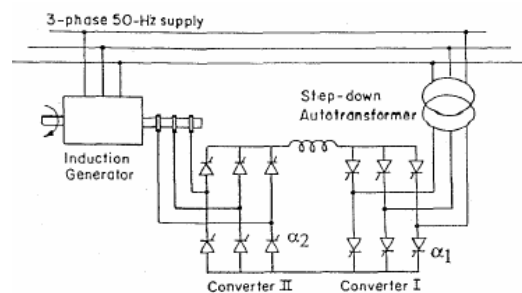 3-phase 50-Hz supply
Step-down
Autotransformer
Induction
Generator
α2
α1
Converter II
Converter I